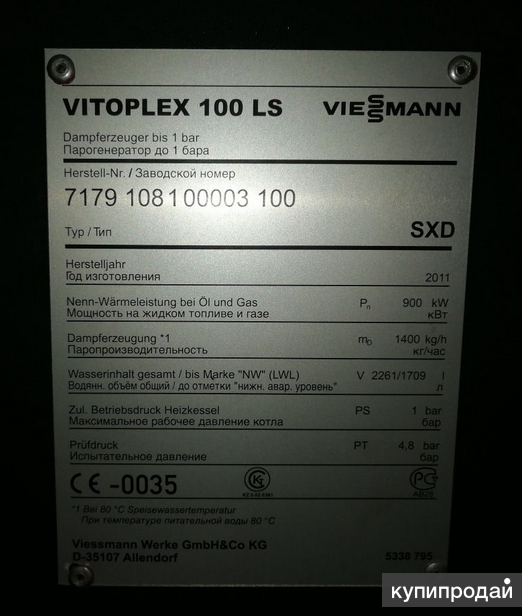 VITOPLEX 100 LS VIESSMANN
Dampferzeuger bis 1 bar
Парогенератор до 1 бара
Herstell-Nr. / Заводской номер
7179 108100003 100
Typ / Тип SXD
Herstelljahr
Год изготовления 2011
Nenn-Wärmeleistung bei Öl und Gas Pn 900 kW
Мощность на жидком топливе и газе кВт
Dampferzeugung *1 mD 1400 kg/h
Паропроизводительность кг/час
Wasserinhalt gesamt / bis Marke "NW" (LWL) V 2261/1709 l
Водянн. объём общий / до отметки "нижн. авар. уровень" л
Zul. Betriebsdruck Heizkessel PS 1 bar
Максимальное рабочее давление котла бар
Prüfdruck PT 4,8 bar
Испытательное давление бар
CE -0035
*1 Bei 80 °C Speisewassertemperatur
При температуре питательной воды 80 °C
Viessmann Werke GmbH&Co KG
D-35107 Allendorf 5338 795
купипродай